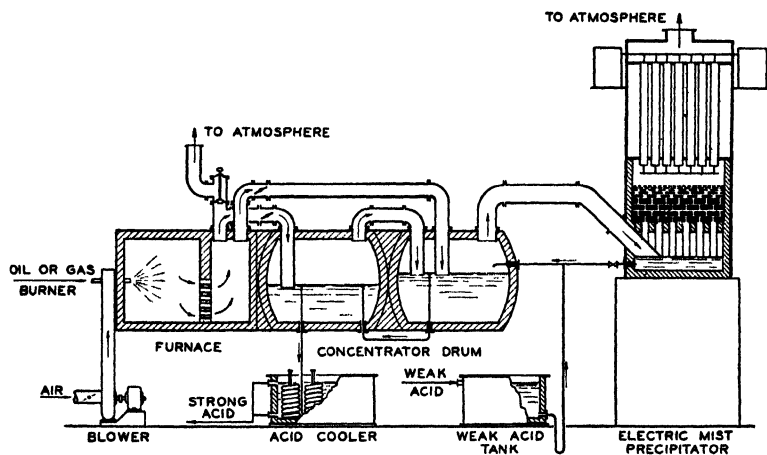 TO ATMOSPHERE
TO ATMOSPHERE
OIL OR GAS
BURNER
FURNACE
CONCENTRATOR DRUM
AIR
BLOWER
STRONG
ACID
ACID COOLER
WEAK
ACID
WEAK ACID
TANK
ELECTRIC MIST
PRECIPITATOR